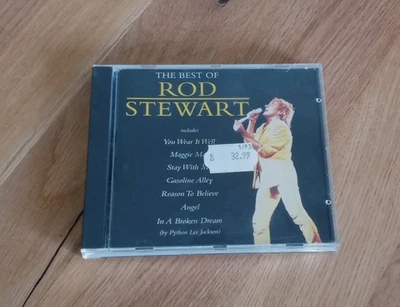 THE BEST OF
ROD
STEWART
includes
You Wear It Well
Maggie M
Stay With M
Gasoline Alley
Reason To Believe
Angel
In A Broken Dream
(by Python Lee Jackson)
32.99